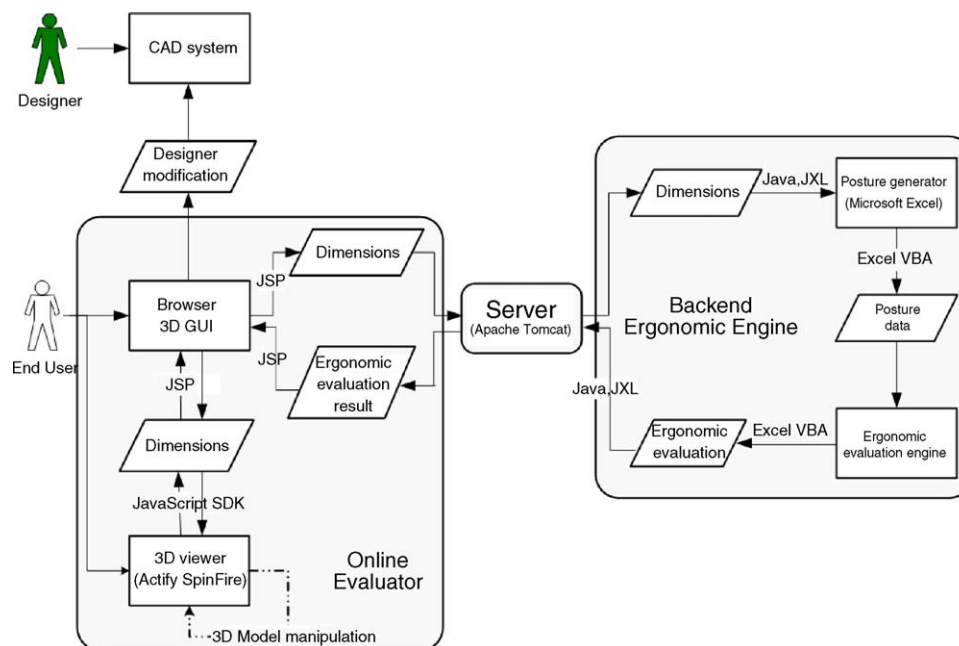 CAD system
Designer
Designer
modification
Dimensions
Java,JXL
Posture generator
(Microsoft Excel)
JSP
Dimensions
Excel VBA
Browser
3D GUI
Server
(Apache Tomcat)
Backend
Ergonomic Engine
Posture
data
End User
JSP
JSP
Ergonomic
evaluation
result
Java,JXL
Dimensions
Ergonomic
evaluation
Excel VBA
Ergonomic
evaluation engine
JavaScript SDK
3D viewer
(Actify SpinFire)
Online
Evaluator
3D Model manipulation